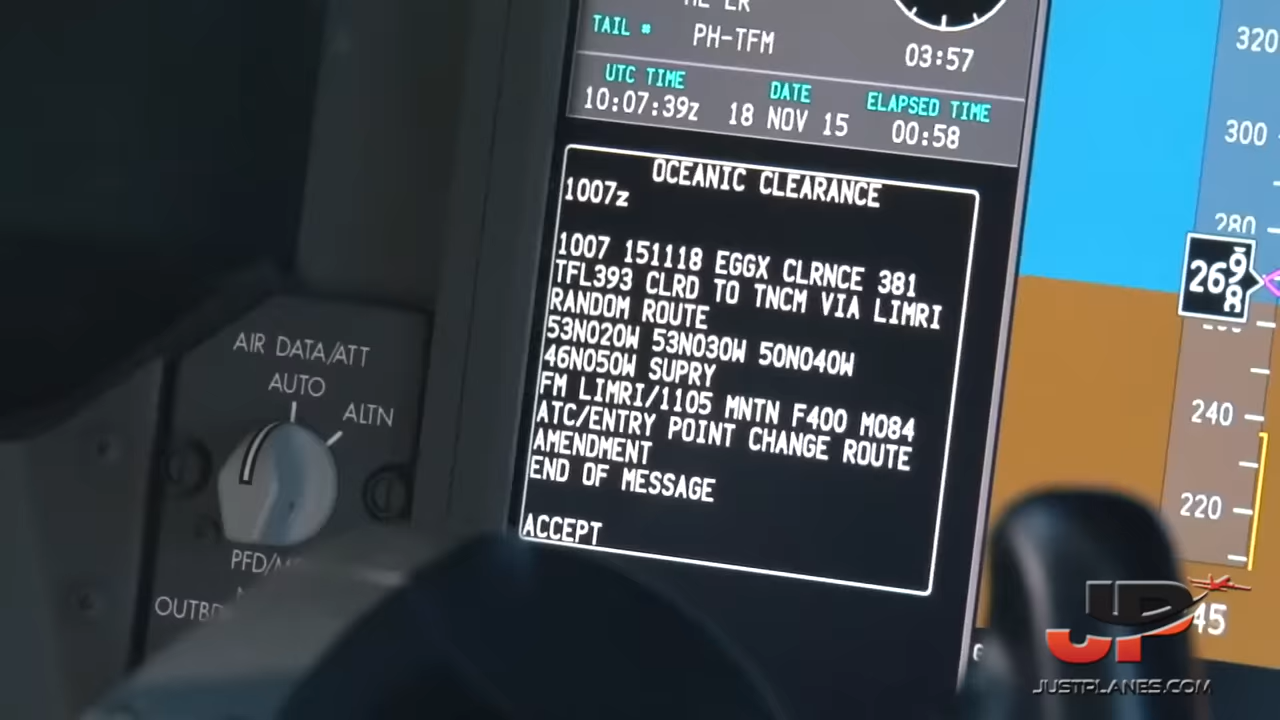 TAIL # PH-TFM
03:57
UTC TIME DATE ELAPSED TIME
10:07:39z 18 NOV 15 00:58
OCEANIC CLEARANCE
1007z
1007 151118 EGGX CLRNCE 381
TFL393 CLRD TO TNCM VIA LIMRI
RANDOM ROUTE
53N020W 53N030W 50N040W
46N050W SUPRY
FM LIMRI/1105 MNTN F400 M084
ATC/ENTRY POINT CHANGE ROUTE
AMENDMENT
END OF MESSAGE
ACCEPT
AIR DATA/ATT
AUTO
ALTN
320
300
280
240
220
45
JP
JUSTPLANES.COM